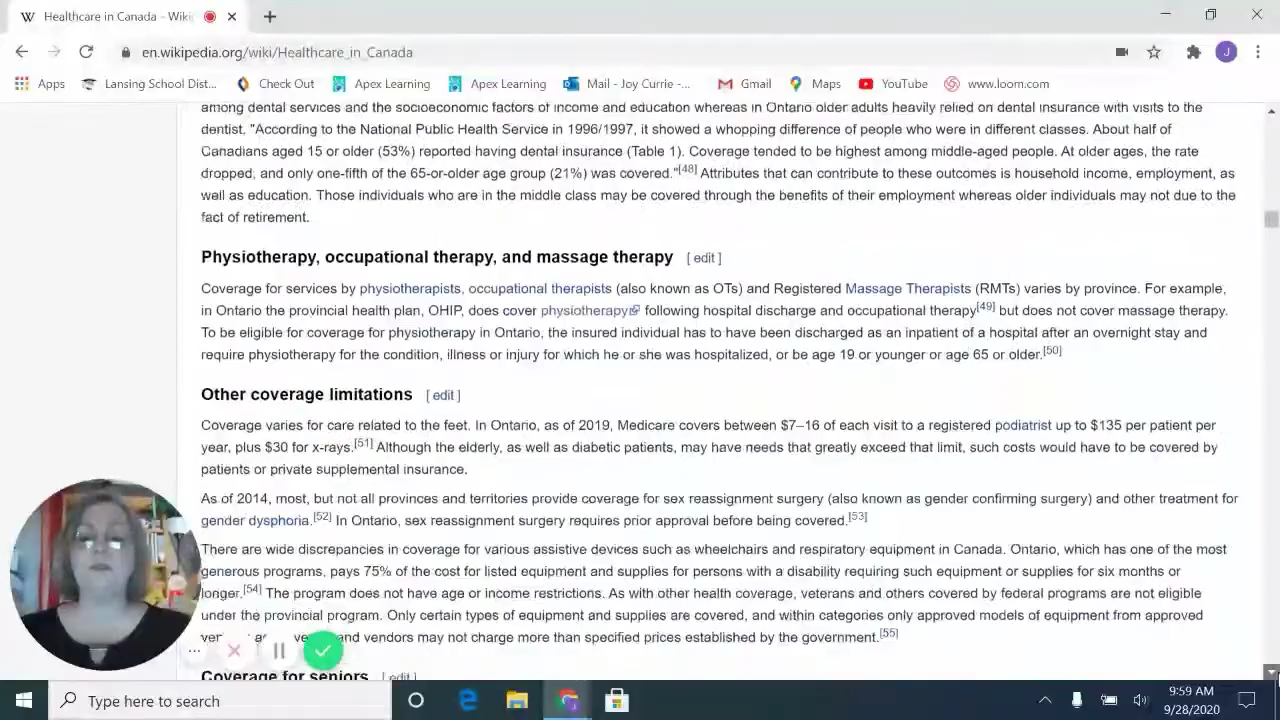 Healthcare in Canada - Wiki
en.wikipedia.org/wiki/Healthcare_in_Canada
J
Apps Lansing School Dist... Check Out Apex Learning Apex Learning Mail - Joy Currie -... Gmail Maps YouTube www.loom.com
among dental services and the socioeconomic factors of income and education whereas in Ontario older adults heavily relied on dental insurance with visits to the
dentist. "According to the National Public Health Service in 1996/1997, it showed a whopping difference of people who were in different classes. About half of
Canadians aged 15 or older (53%) reported having dental insurance (Table 1). Coverage tended to be highest among middle-aged people. At older ages, the rate
dropped, and only one-fifth of the 65-or-older age group (21%) was covered."[48] Attributes that can contribute to these outcomes is household income, employment, as
well as education. Those individuals who are in the middle class may be covered through the benefits of their employment whereas older individuals may not due to the
fact of retirement.
Physiotherapy, occupational therapy, and massage therapy [ edit ]
Coverage for services by physiotherapists, occupational therapists (also known as OTs) and Registered Massage Therapists (RMTs) varies by province. For example,
in Ontario the provincial health plan, OHIP, does cover physiotherapy following hospital discharge and occupational therapy[49] but does not cover massage therapy.
To be eligible for coverage for physiotherapy in Ontario, the insured individual has to have been discharged as an inpatient of a hospital after an overnight stay and
require physiotherapy for the condition, illness or injury for which he or she was hospitalized, or be age 19 or younger or age 65 or older.[50]
Other coverage limitations [ edit ]
Coverage varies for care related to the feet. In Ontario, as of 2019, Medicare covers between $7–16 of each visit to a registered podiatrist up to $135 per patient per
year, plus $30 for x-rays.[51] Although the elderly, as well as diabetic patients, may have needs that greatly exceed that limit, such costs would have to be covered by
patients or private supplemental insurance.
As of 2014, most, but not all provinces and territories provide coverage for sex reassignment surgery (also known as gender confirming surgery) and other treatment for
gender dysphoria.[52] In Ontario, sex reassignment surgery requires prior approval before being covered.[53]
There are wide discrepancies in coverage for various assistive devices such as wheelchairs and respiratory equipment in Canada. Ontario, which has one of the most
generous programs, pays 75% of the cost for listed equipment and supplies for persons with a disability requiring such equipment or supplies for six months or
longer.[54] The program does not have age or income restrictions. As with other health coverage, veterans and others covered by federal programs are not eligible
under the provincial program. Only certain types of equipment and supplies are covered, and within categories only approved models of equipment from approved
and vendors may not charge more than specified prices established by the government.[55]
Coverage for seniors [ edit ]
Type here to search
9:59 AM
9/28/2020